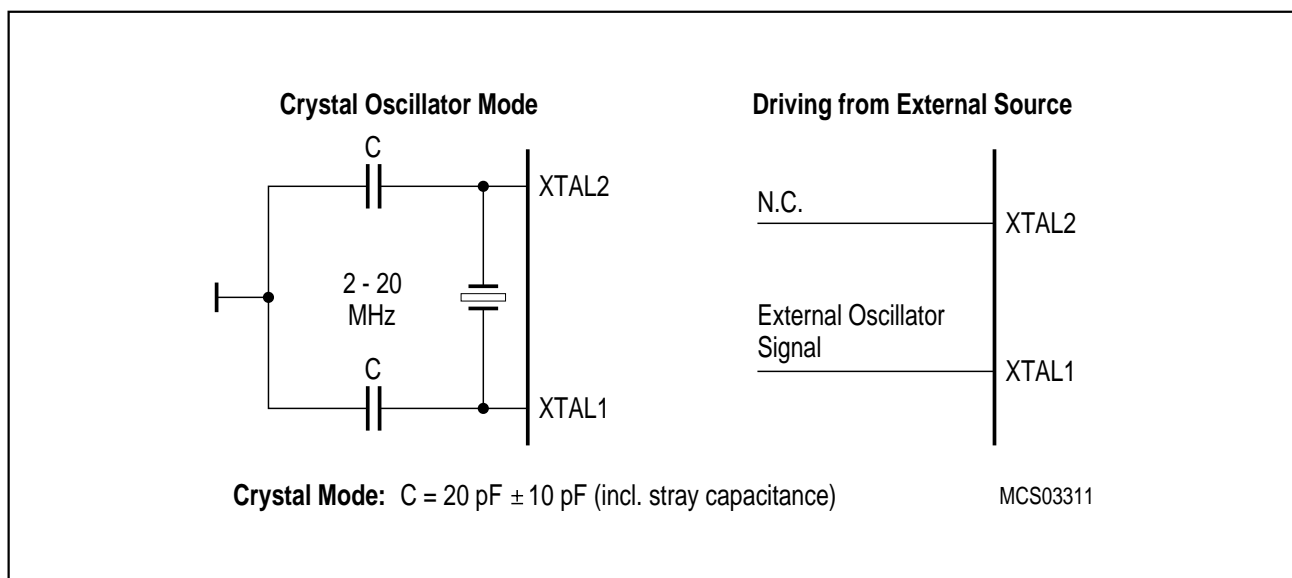 Crystal Oscillator Mode
C
XTAL2
2 - 20
MHz
C
XTAL1
Driving from External Source
N.C.
XTAL2
External Oscillator
Signal
XTAL1
Crystal Mode: C = 20 pF ± 10 pF (incl. stray capacitance)
MCS03311